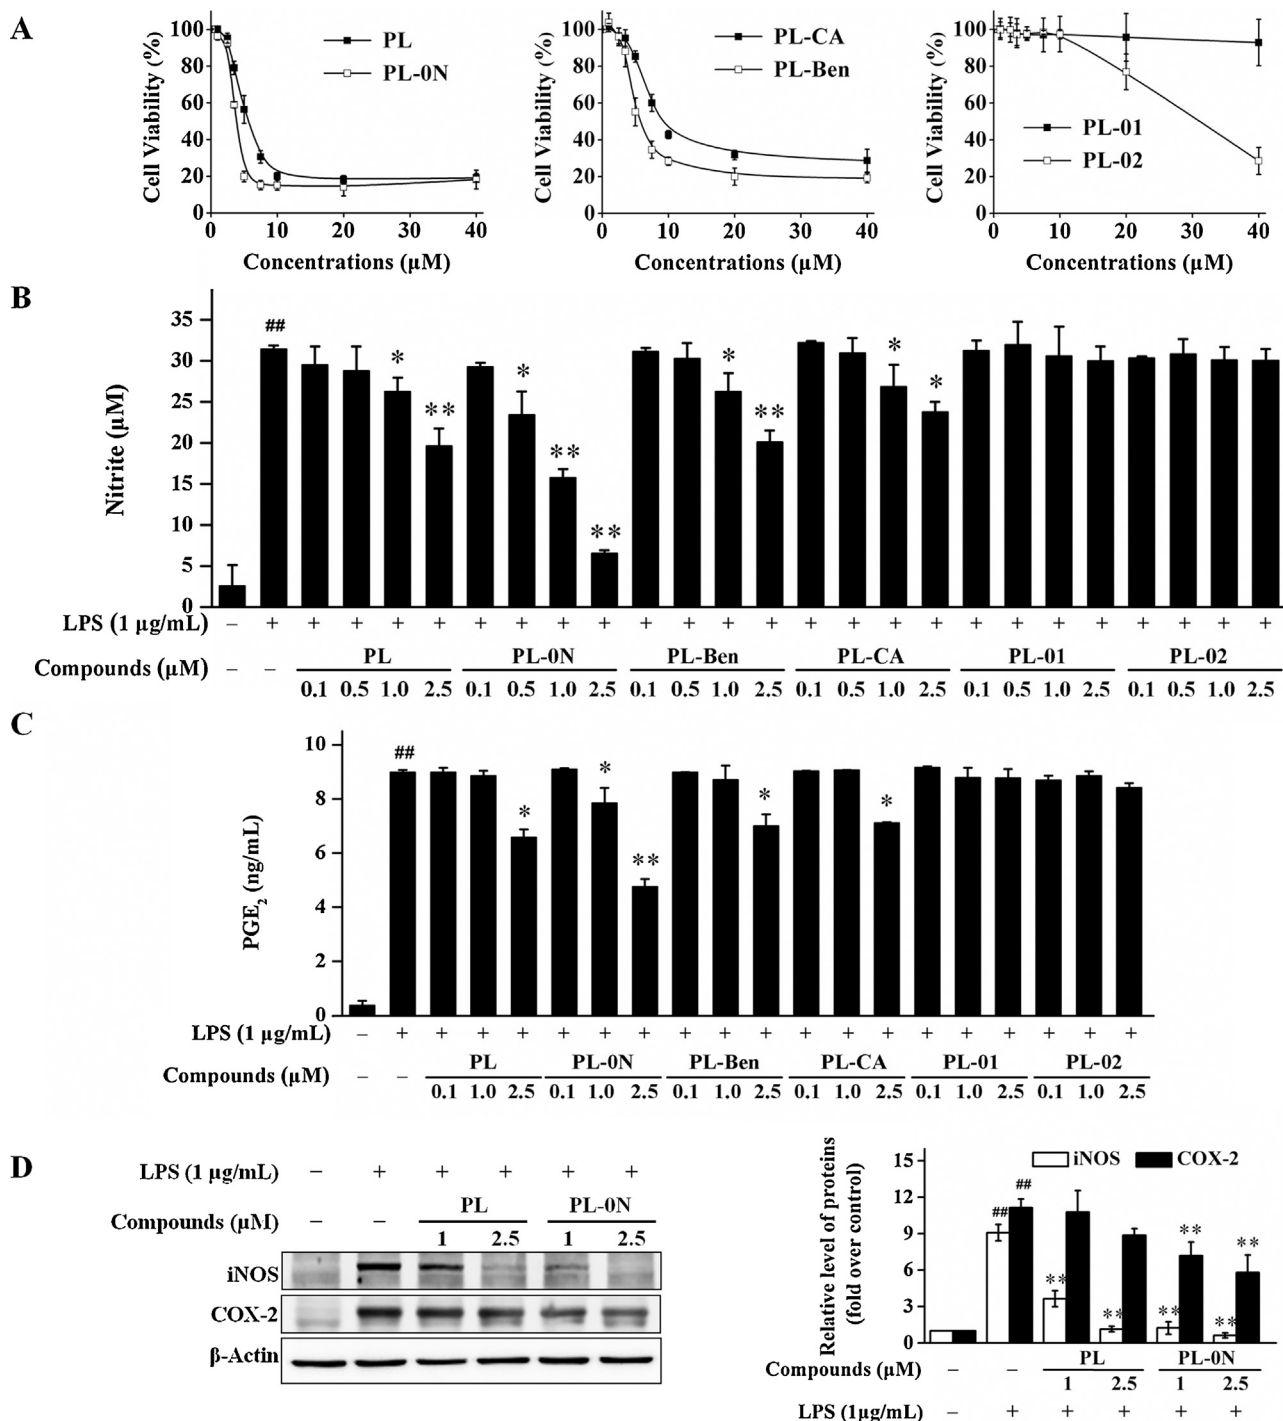 A
100
80
60
40
20
0
Cell Viability (%)
PL
PL-0N
0 10 20 30 40
Concentrations (μM)
100
80
60
40
20
0
Cell Viability (%)
PL-CA
PL-Ben
0 10 20 30 40
Concentrations (μM)
100
80
60
40
20
0
Cell Viability (%)
PL-01
PL-02
0 10 20 30 40
Concentrations (μM)
B
35
30
25
20
15
10
5
0
Nitrite (μM)
## * ** * ** ** * ** * *
LPS (1 μg/mL) – + + + + + + + + + + + + + + + + + + + + + + + + +
PL PL-0N PL-Ben PL-CA PL-01 PL-02
Compounds (μM) – –
0.1 0.5 1.0 2.5 0.1 0.5 1.0 2.5 0.1 0.5 1.0 2.5 0.1 0.5 1.0 2.5 0.1 0.5 1.0 2.5 0.1 0.5 1.0 2.5
C
10
8
6
4
2
0
PGE2 (ng/mL)
## * * ** * *
LPS (1 μg/mL) – + + + + + + + + + + + + + + + + + + +
PL PL-0N PL-Ben PL-CA PL-01 PL-02
Compounds (μM) – –
0.1 1.0 2.5 0.1 1.0 2.5 0.1 1.0 2.5 0.1 1.0 2.5 0.1 1.0 2.5 0.1 1.0 2.5
D
LPS (1 μg/mL) – + + + + +
PL PL-0N
Compounds (μM) – –
1 2.5 1 2.5
iNOS
COX-2
β-Actin
iNOS COX-2
15
12
9
6
3
0
Relative level of proteins
(fold over control)
## ## ** ** ** ** ** **
PL PL-0N
Compounds (μM) – –
1 2.5 1 2.5
LPS (1μg/mL) – + + + + +